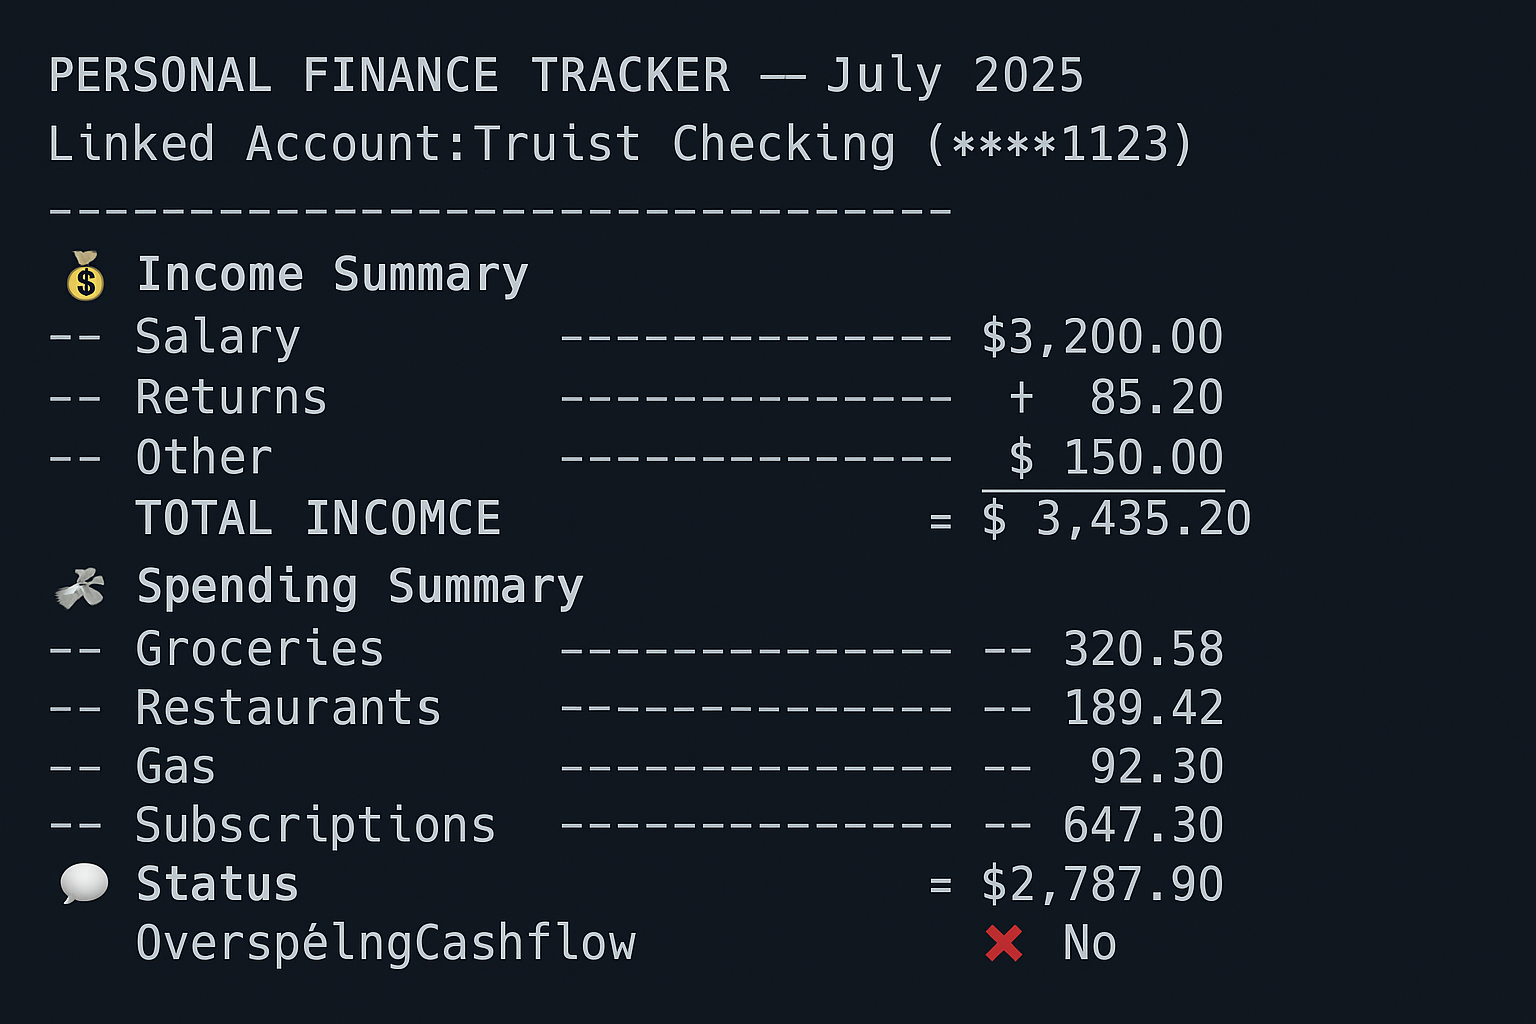 PERSONAL FINANCE TRACKER –– July 2025
Linked Account:Truist Checking (****1123)
--------------------------------
💰 Income Summary
-- Salary -------------- $3,200.00
-- Returns -------------- + 85.20
-- Other -------------- $ 150.00
TOTAL INCOMCE = $ 3,435.20
Spending Summary
-- Groceries -------------- -- 320.58
-- Restaurants -------------- -- 189.42
-- Gas -------------- -- 92.30
-- Subscriptions -------------- -- 647.30
💬 Status = $2,787.90
OverspélngCashflow ❌ No